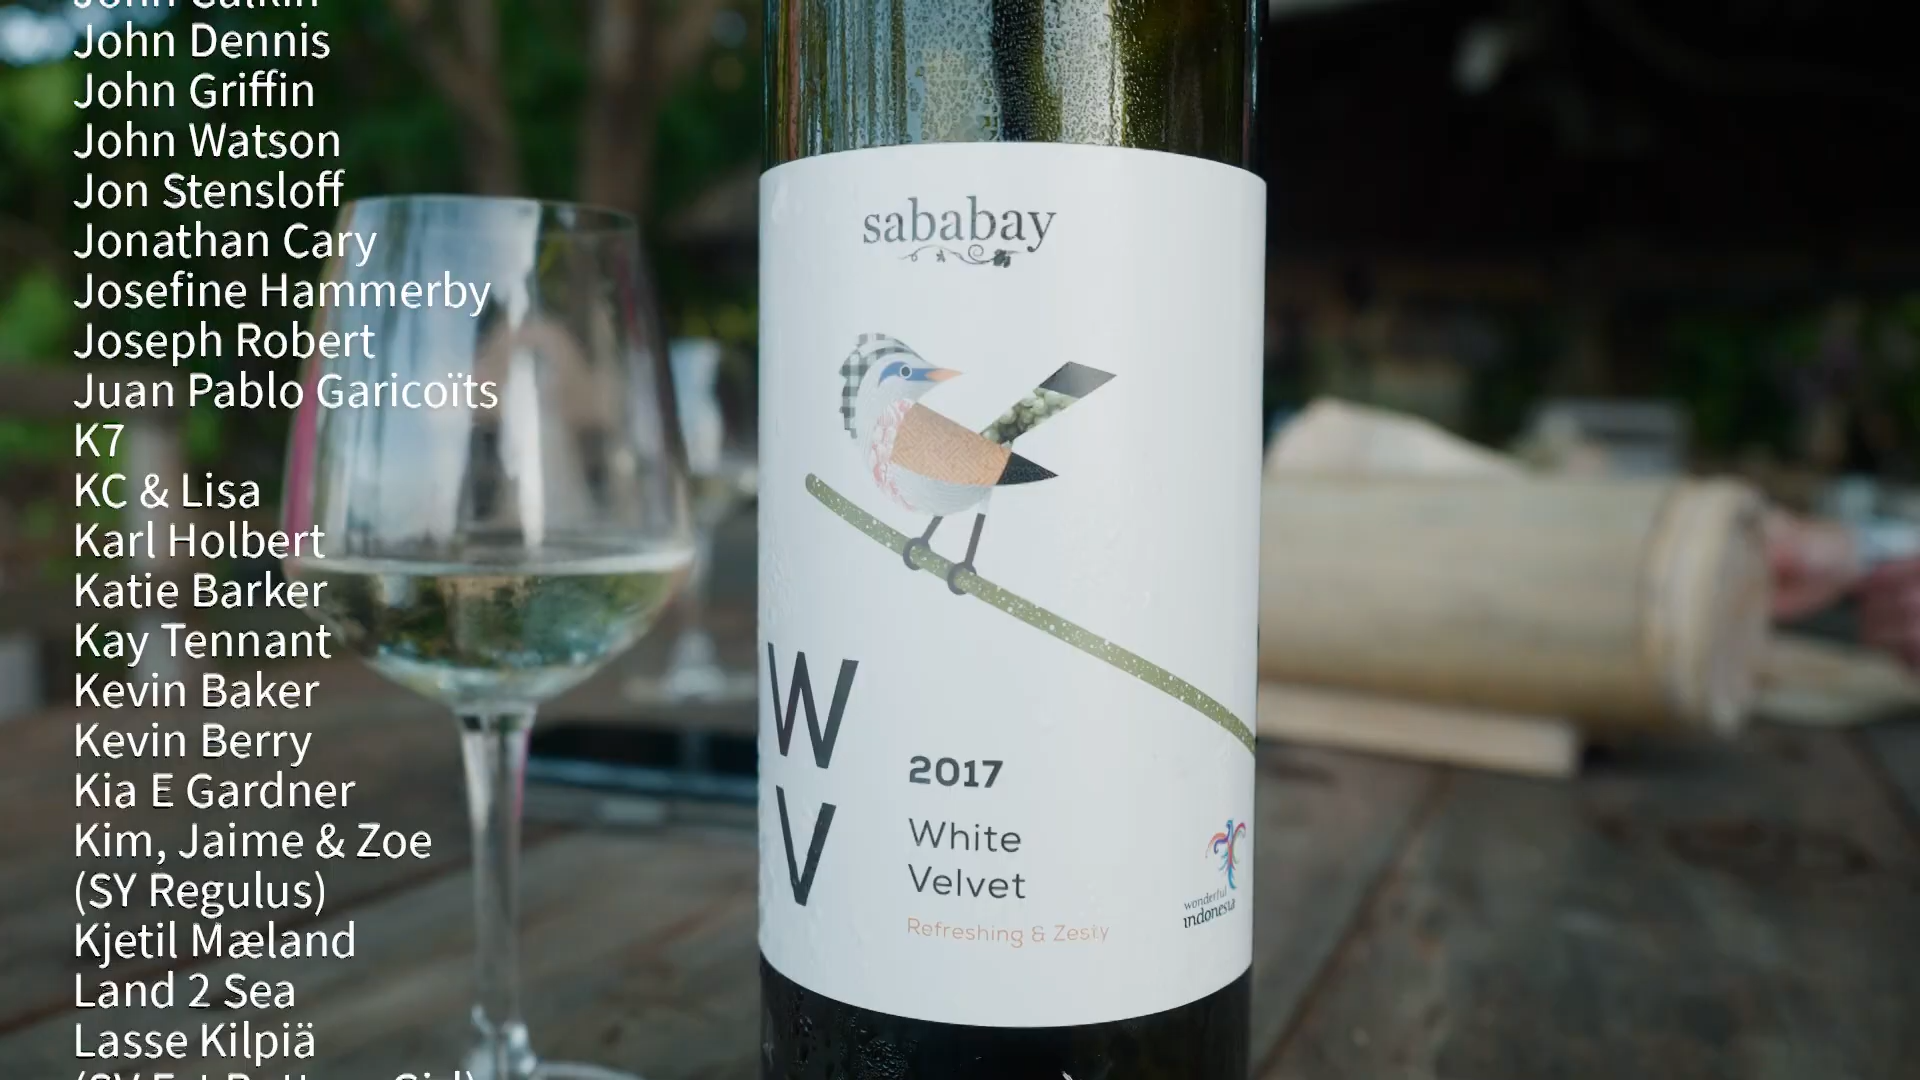 John Dennis
John Griffin
John Watson
Jon Stensloff
Jonathan Cary
Josefine Hammerby
Joseph Robert
Juan Pablo Garicoïts
K7
KC & Lisa
Karl Holbert
Katie Barker
Kay Tennant
Kevin Baker
Kevin Berry
Kia E Gardner
Kim, Jaime & Zoe
(SY Regulus)
Kjetil Mæland
Land 2 Sea
Lasse Kilpiä
sababay
W
V
2017
White
Velvet
Refreshing & Zesty
wonderful
indonesia